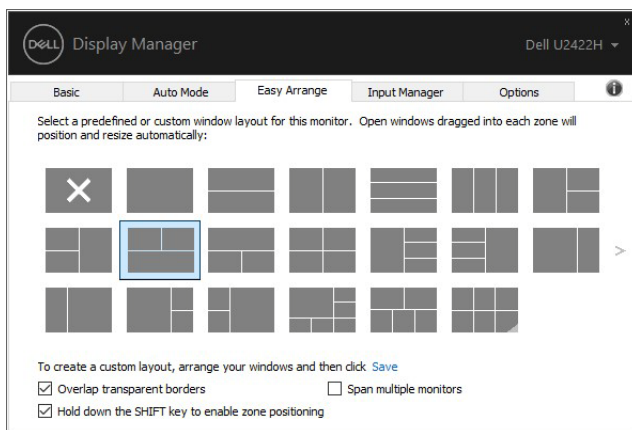 x
DELL Display Manager Dell U2422H
Basic Auto Mode Easy Arrange Input Manager Options i
Select a predefined or custom window layout for this monitor. Open windows dragged into each zone will
position and resize automatically:
>
To create a custom layout, arrange your windows and then click Save
Overlap transparent borders Span multiple monitors
Hold down the SHIFT key to enable zone positioning